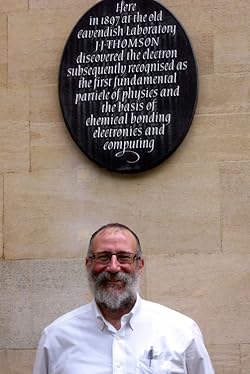 Here
in 1897 at the old
Cavendish Laboratory
J.J.THOMSON
discovered the electron
subsequently recognised as
the first fundamental
particle of physics and
the basis of
chemical bonding
electronics and
computing